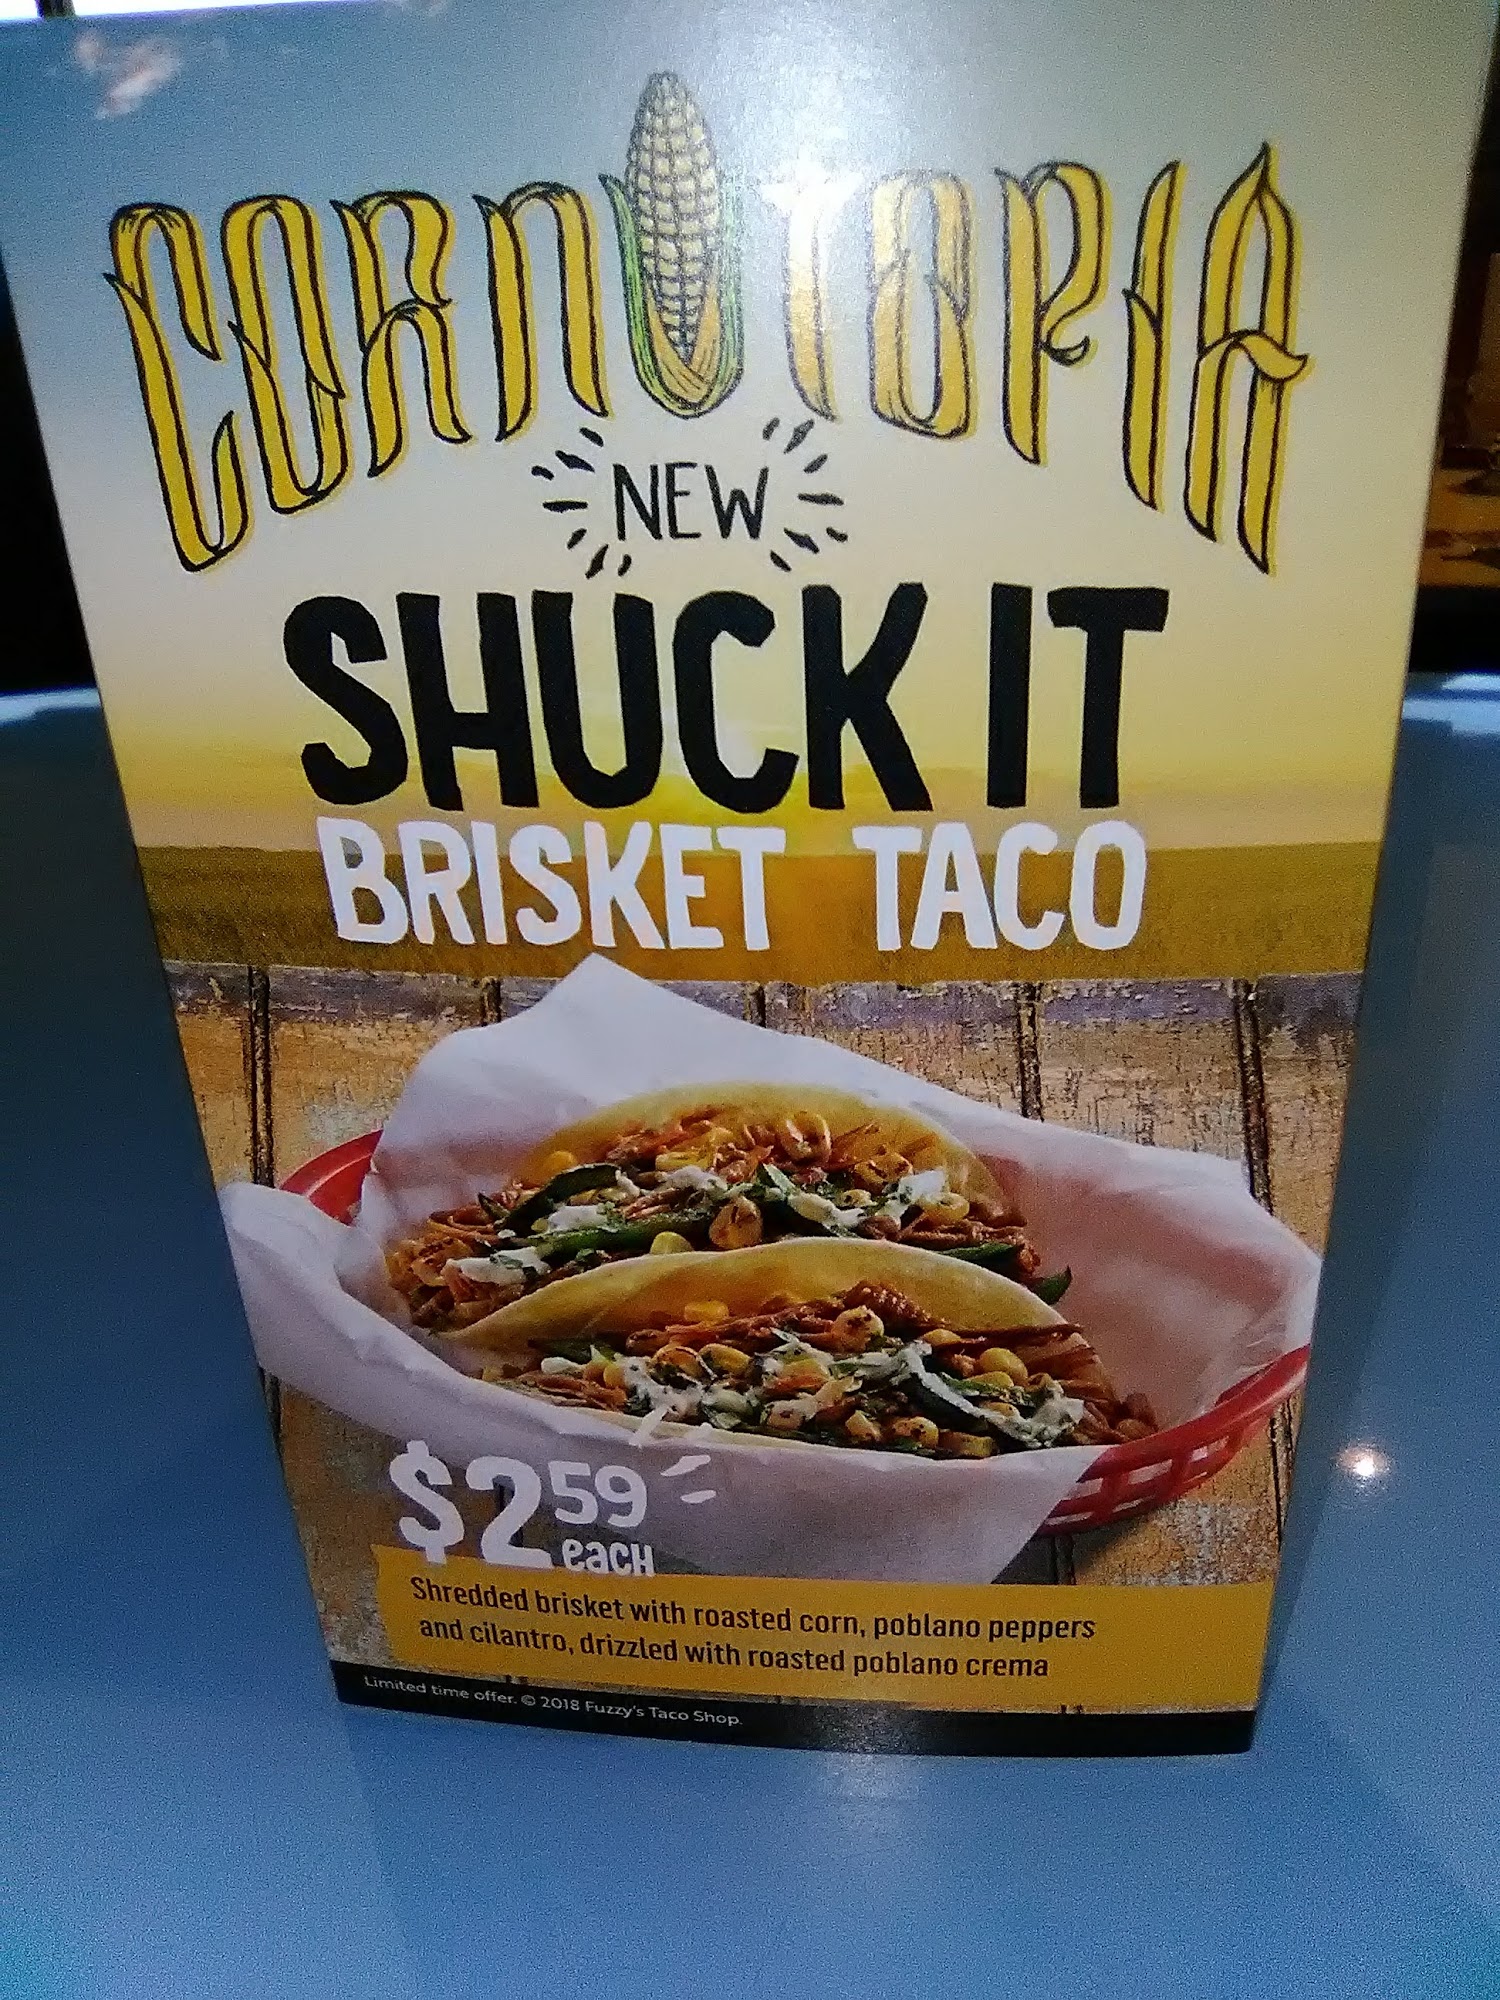 CORNUTOPIA
NEW
SHUCK IT
BRISKET TACO
$2 59
each
Shredded brisket with roasted corn, poblano peppers
and cilantro, drizzled with roasted poblano crema
Limited time offer. © 2018 Fuzzy's Taco Shop.